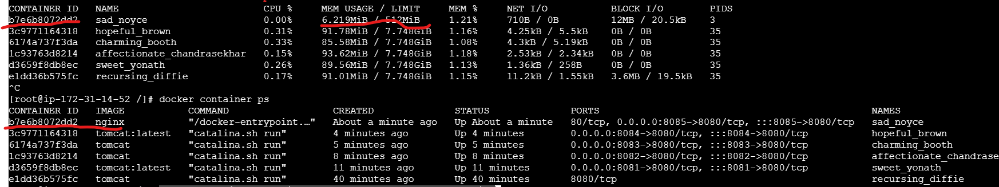 CONTAINER ID NAME CPU % MEM USAGE / LIMIT MEM % NET I/O BLOCK I/O PIDS
b7e6b8072dd2 sad_noyce 0.00% 6.219MiB / 512MiB 1.21% 710B / 0B 12MB / 20.5kB 3
3c9771164318 hopeful_brown 0.31% 91.78MiB / 7.748GiB 1.16% 4.25kB / 5.5kB 0B / 0B 35
6174a737f3da charming_booth 0.33% 85.58MiB / 7.748GiB 1.08% 4.3kB / 5.19kB 0B / 0B 35
1c93763d8214 affectionate_chandrasekhar 0.15% 93.62MiB / 7.748GiB 1.18% 2.53kB / 2.34kB 0B / 0B 35
d3659f8db8ec sweet_yonath 0.26% 89.56MiB / 7.748GiB 1.13% 1.36kB / 258B 0B / 0B 35
e1dd36b575fc recursing_diffie 0.17% 91.01MiB / 7.748GiB 1.15% 11.2kB / 1.55kB 3.6MB / 19.5kB 35
^C
[root@ip-172-31-14-52 /]# docker container ps
CONTAINER ID IMAGE COMMAND CREATED STATUS PORTS NAMES
b7e6b8072dd2 nginx "/docker-entrypoint.…" About a minute ago Up About a minute 80/tcp, 0.0.0.0:8085->8080/tcp, :::8085->8080/tcp sad_noyce
3c9771164318 tomcat:latest "catalina.sh run" 4 minutes ago Up 4 minutes 0.0.0.0:8084->8080/tcp, :::8084->8080/tcp hopeful_brown
6174a737f3da tomcat "catalina.sh run" 5 minutes ago Up 5 minutes 0.0.0.0:8083->8080/tcp, :::8083->8080/tcp charming_booth
1c93763d8214 tomcat "catalina.sh run" 8 minutes ago Up 8 minutes 0.0.0.0:8082->8080/tcp, :::8082->8080/tcp affectionate_chandrase
d3659f8db8ec tomcat:latest "catalina.sh run" 11 minutes ago Up 11 minutes 0.0.0.0:8081->8080/tcp, :::8081->8080/tcp sweet_yonath
e1dd36b575fc tomcat "catalina.sh run" 40 minutes ago Up 40 minutes 8080/tcp recursing_diffie